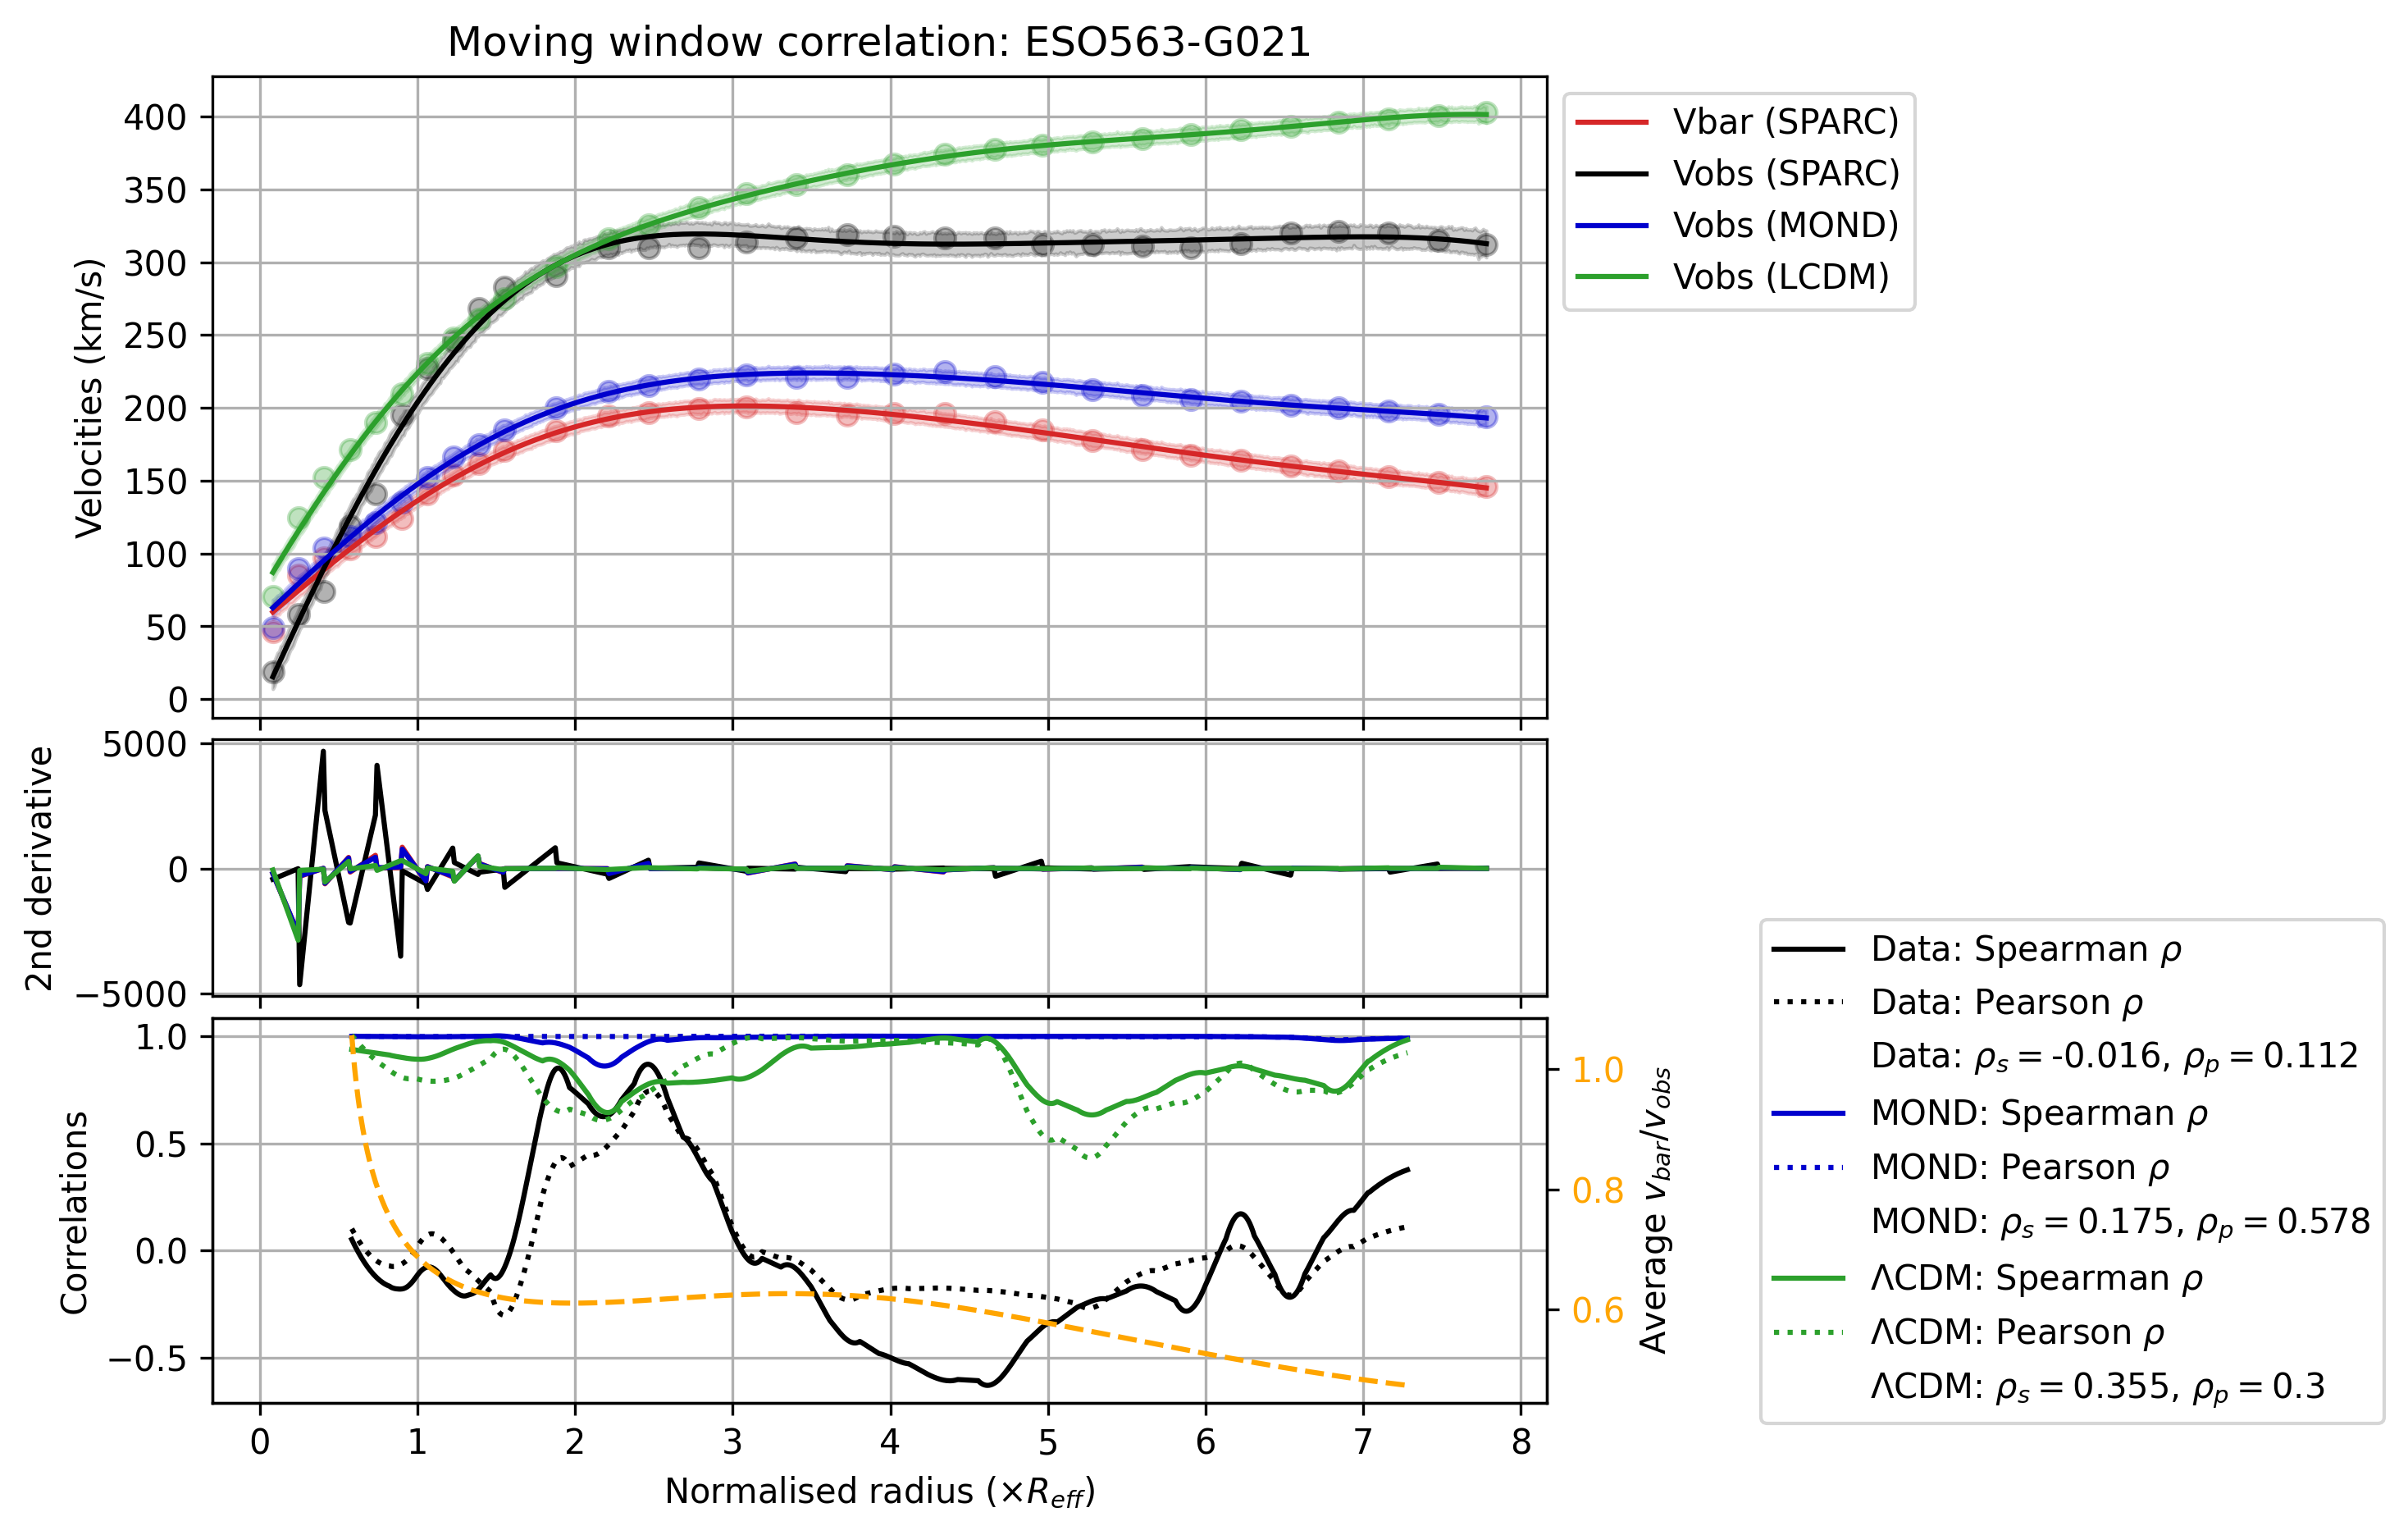 Moving window correlation: ESO563-G021
400
350
300
250
200
150
100
50
0
Velocities (km/s)
Vbar (SPARC)
Vobs (SPARC)
Vobs (MOND)
Vobs (LCDM)
5000
0
−5000
2nd derivative
1.0
0.5
0.0
−0.5
Correlations
1.0
0.8
0.6
Average v_bar/v_obs
0 1 2 3 4 5 6 7 8
Normalised radius (×R_eff)
Data: Spearman ρ
Data: Pearson ρ
Data: ρ_s = -0.016, ρ_p = 0.112
MOND: Spearman ρ
MOND: Pearson ρ
MOND: ρ_s = 0.175, ρ_p = 0.578
ΛCDM: Spearman ρ
ΛCDM: Pearson ρ
ΛCDM: ρ_s = 0.355, ρ_p = 0.3